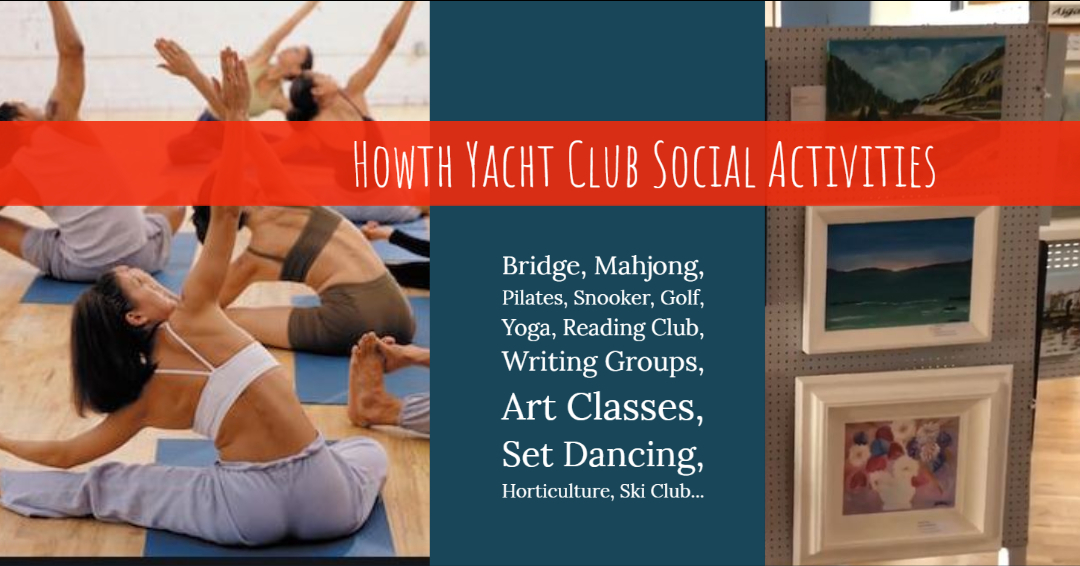 Howth Yacht Club Social Activities
Bridge, Mahjong,
Pilates, Snooker, Golf,
Yoga, Reading Club,
Writing Groups,
Art Classes,
Set Dancing,
Horticulture, Ski Club...